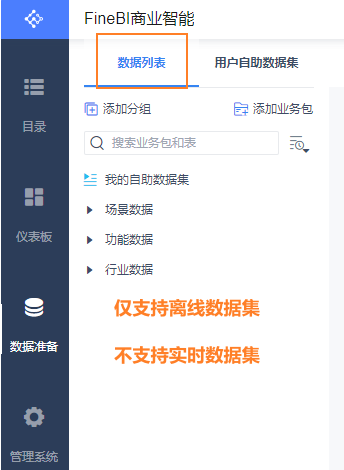 FineBI商业智能
数据列表
用户自助数据集
添加分组
添加业务包
搜索业务包和表
我的自助数据集
场景数据
功能数据
行业数据
仅支持离线数据集
不支持实时数据集
目录
仪表板
数据准备
管理系统